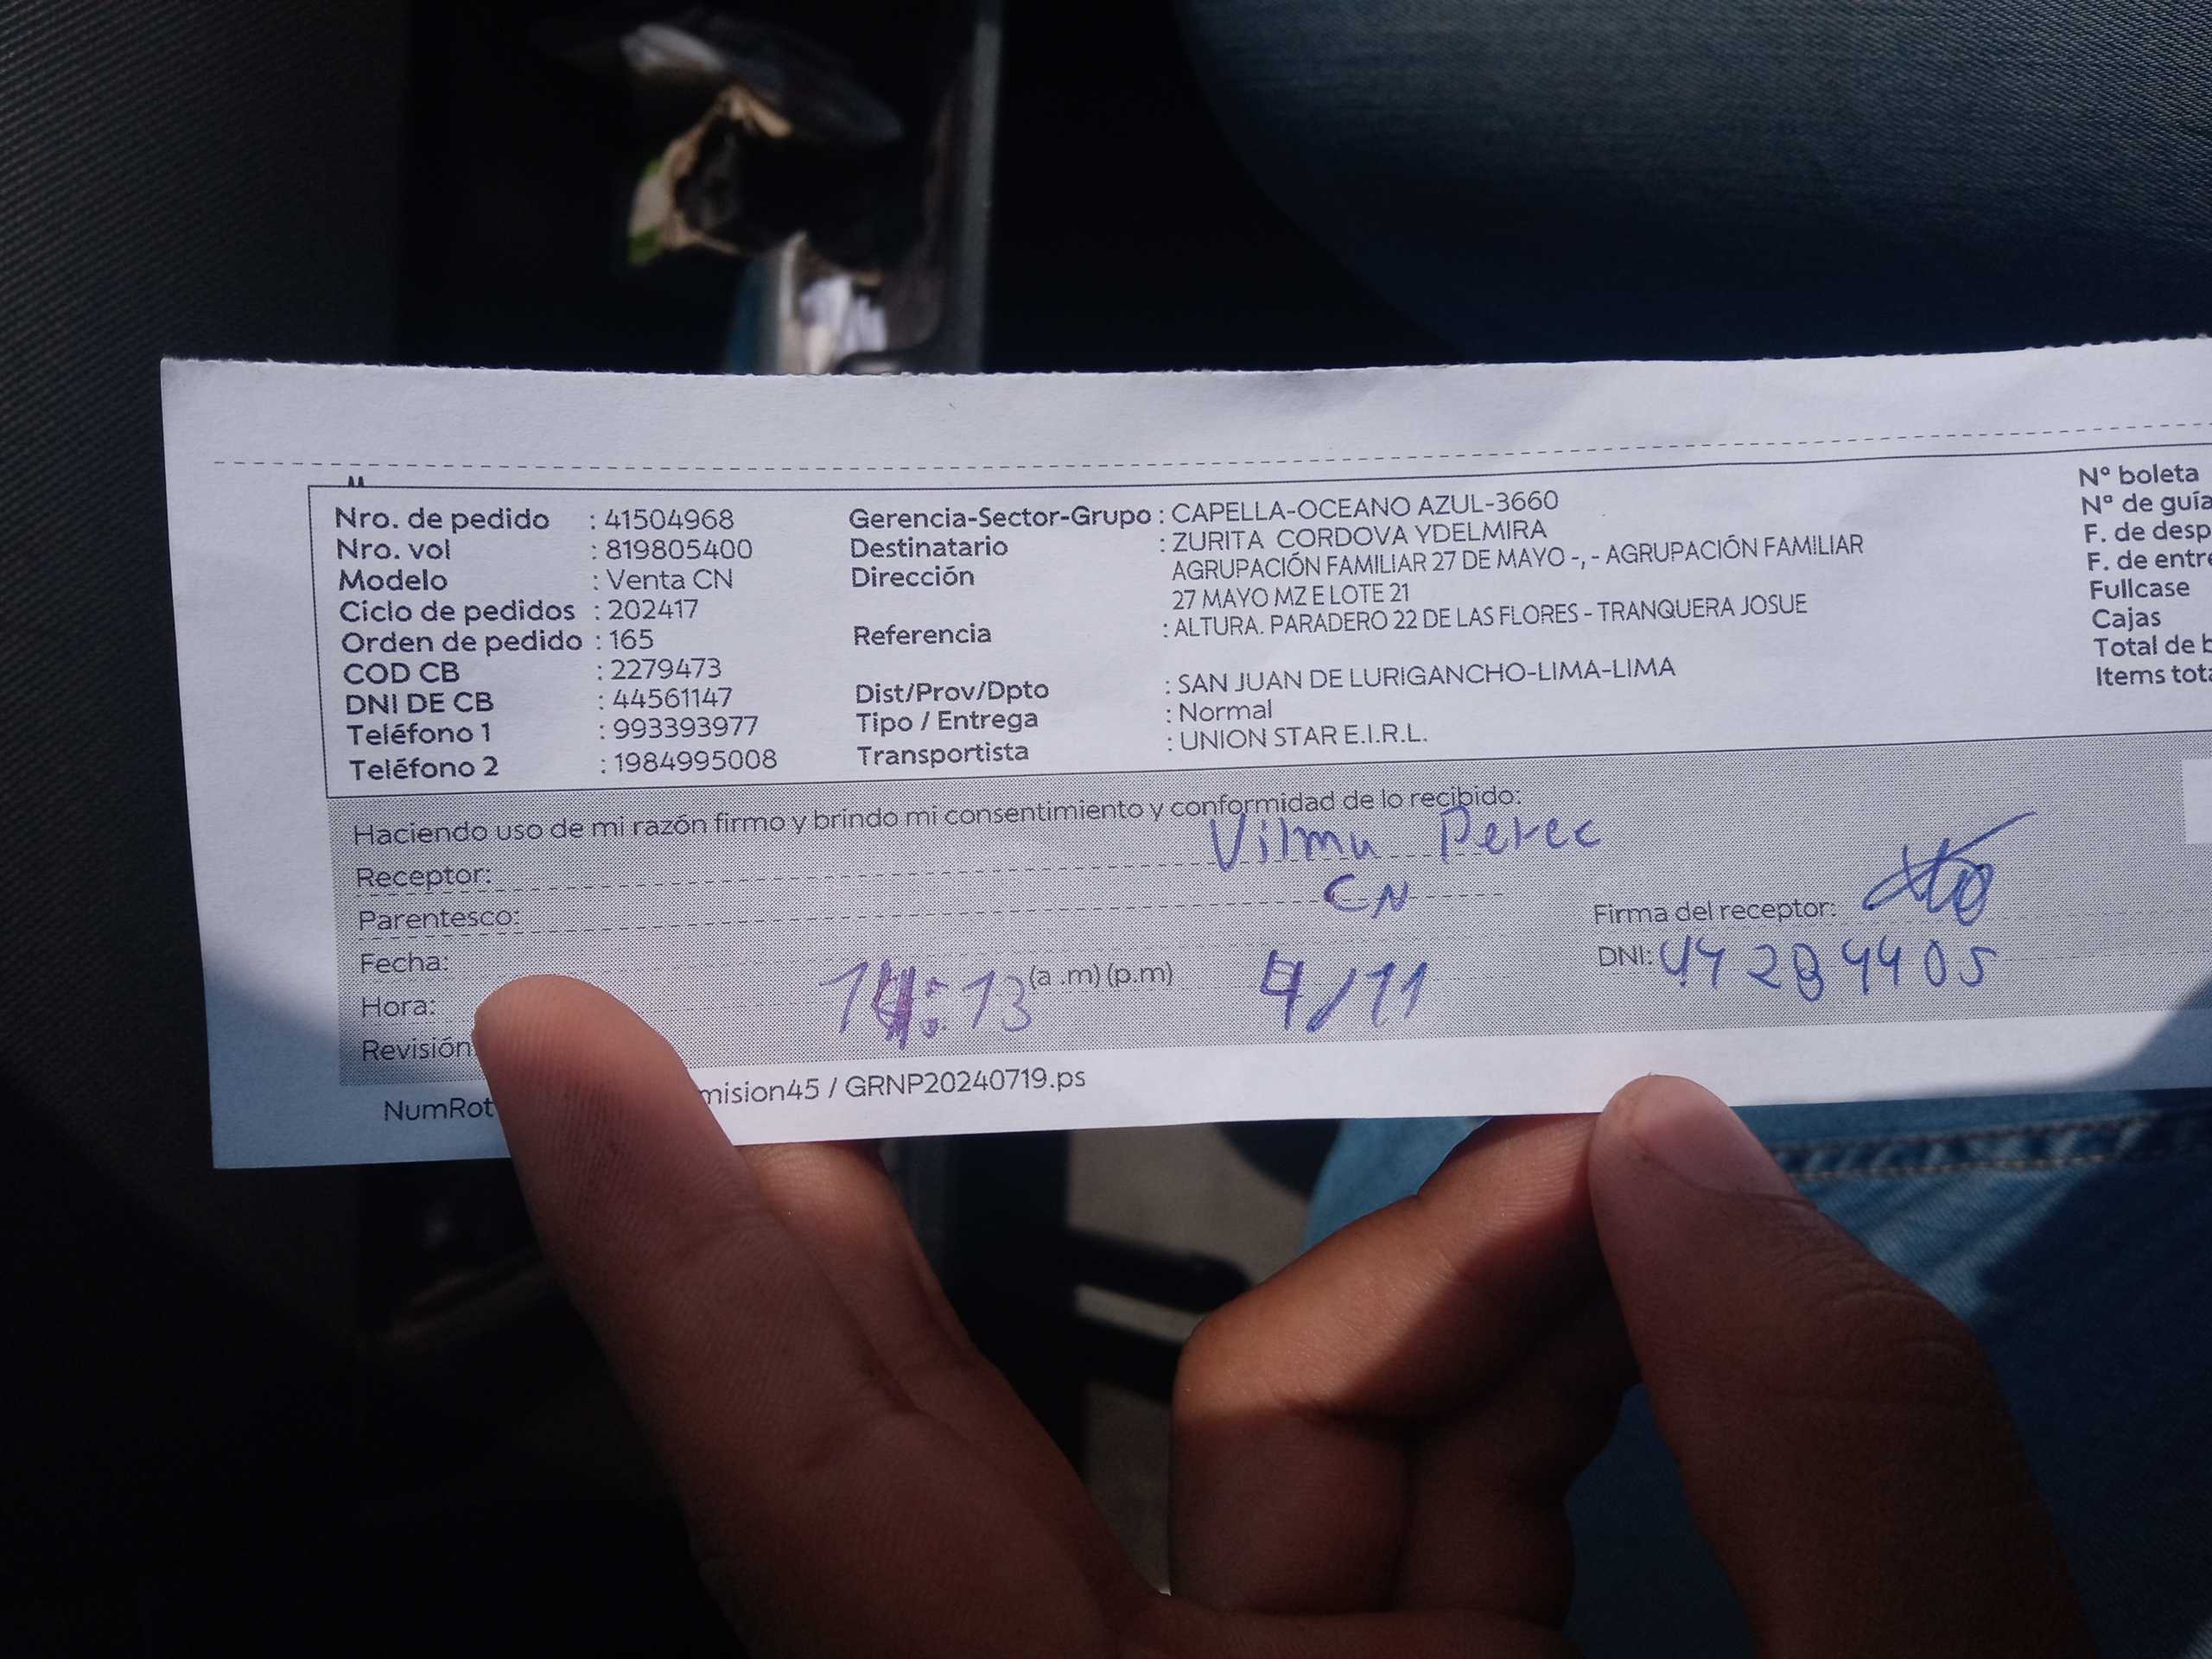 Nro. de pedido : 41504968
Nro. vol : 819805400
Modelo : Venta CN
Ciclo de pedidos : 202417
Orden de pedido : 165
COD CB : 2279473
DNI DE CB : 44561147
Teléfono 1 : 993393977
Teléfono 2 : 1984995008
Gerencia-Sector-Grupo : CAPELLA-OCEANO AZUL-3660
Destinatario : ZURITA CORDOVA YDELMIRA
Dirección AGRUPACIÓN FAMILIAR 27 DE MAYO -, - AGRUPACIÓN FAMILIAR
27 MAYO MZ E LOTE 21
Referencia : ALTURA. PARADERO 22 DE LAS FLORES - TRANQUERA JOSUE
Dist/Prov/Dpto : SAN JUAN DE LURIGANCHO-LIMA-LIMA
Tipo / Entrega : Normal
Transportista : UNION STAR E.I.R.L.
Nº boleta
Nº de guía
F. de desp
F. de entre
Fullcase
Cajas
Total de b
Items tota
Haciendo uso de mi razón firmo y brindo mi consentimiento y conformidad de lo recibido:
Receptor: Vilma Perec
Parentesco: CN
Firma del receptor:
Fecha:
DNI: 44284405
Hora: 14:13 (a .m) (p.m) 4/11
Revisión
NumRot
mision45 / GRNP20240719.ps